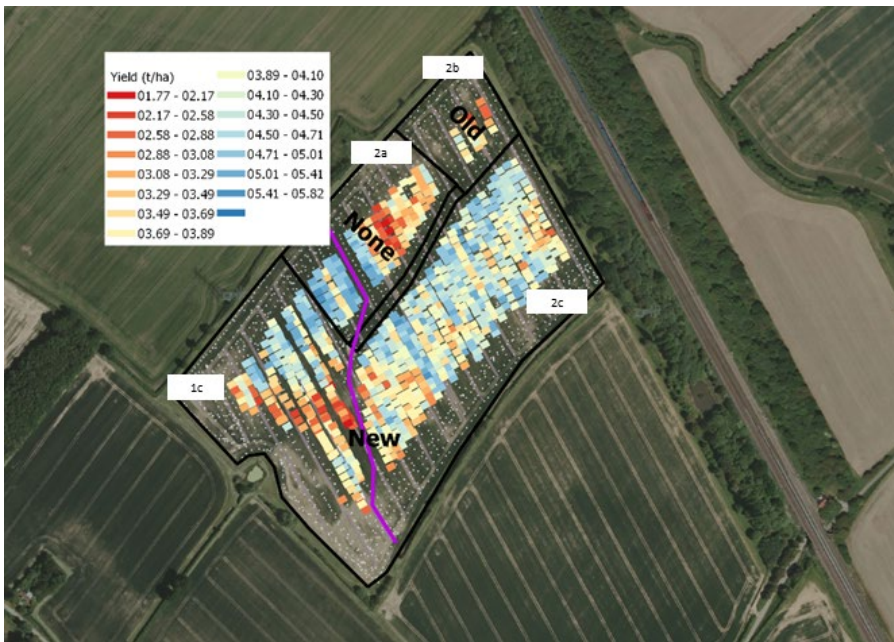 Yield (t/ha)
01.77 - 02.17
02.17 - 02.58
02.58 - 02.88
02.88 - 03.08
03.08 - 03.29
03.29 - 03.49
03.49 - 03.69
03.69 - 03.89
03.89 - 04.10
04.10 - 04.30
04.30 - 04.50
04.50 - 04.71
04.71 - 05.01
05.01 - 05.41
05.41 - 05.82
2b
Old
2a
None
2c
1c
New